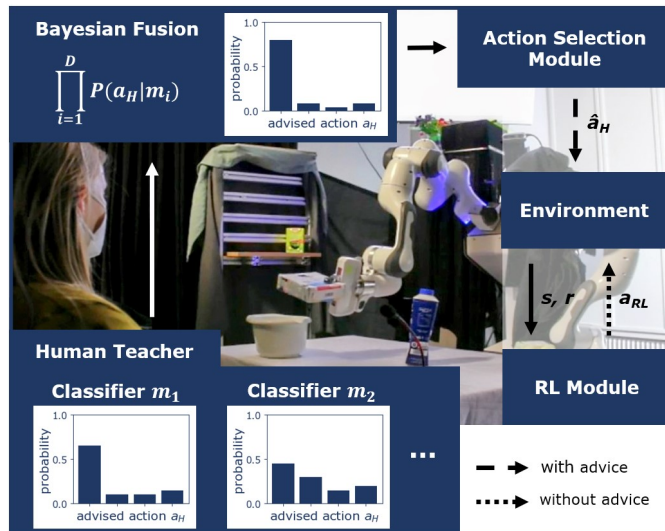 Bayesian Fusion
∏_{i=1}^{D} P(a_H|m_i)
probability
1.0
0.5
0.0
advised action a_H
Action Selection
Module
â_H
Environment
s, r
a_RL
RL Module
Human Teacher
Classifier m_1
probability
1.0
0.5
0.0
advised action a_H
Classifier m_2
probability
1.0
0.5
0.0
advised action a_H
...
with advice
without advice